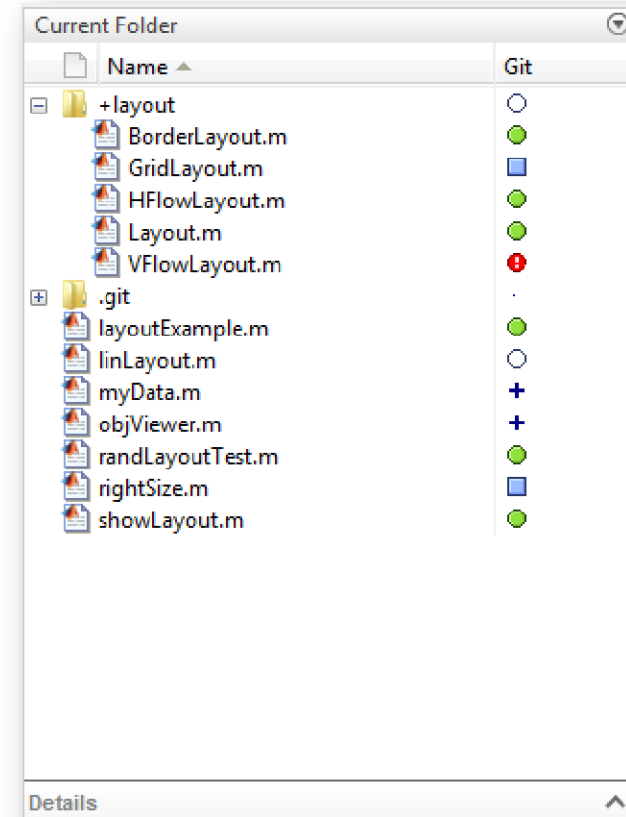 Current Folder
Name Git
+layout
BorderLayout.m
GridLayout.m
HFlowLayout.m
Layout.m
VFlowLayout.m
.git
layoutExample.m
linLayout.m
myData.m
objViewer.m
randLayoutTest.m
rightSize.m
showLayout.m
Details